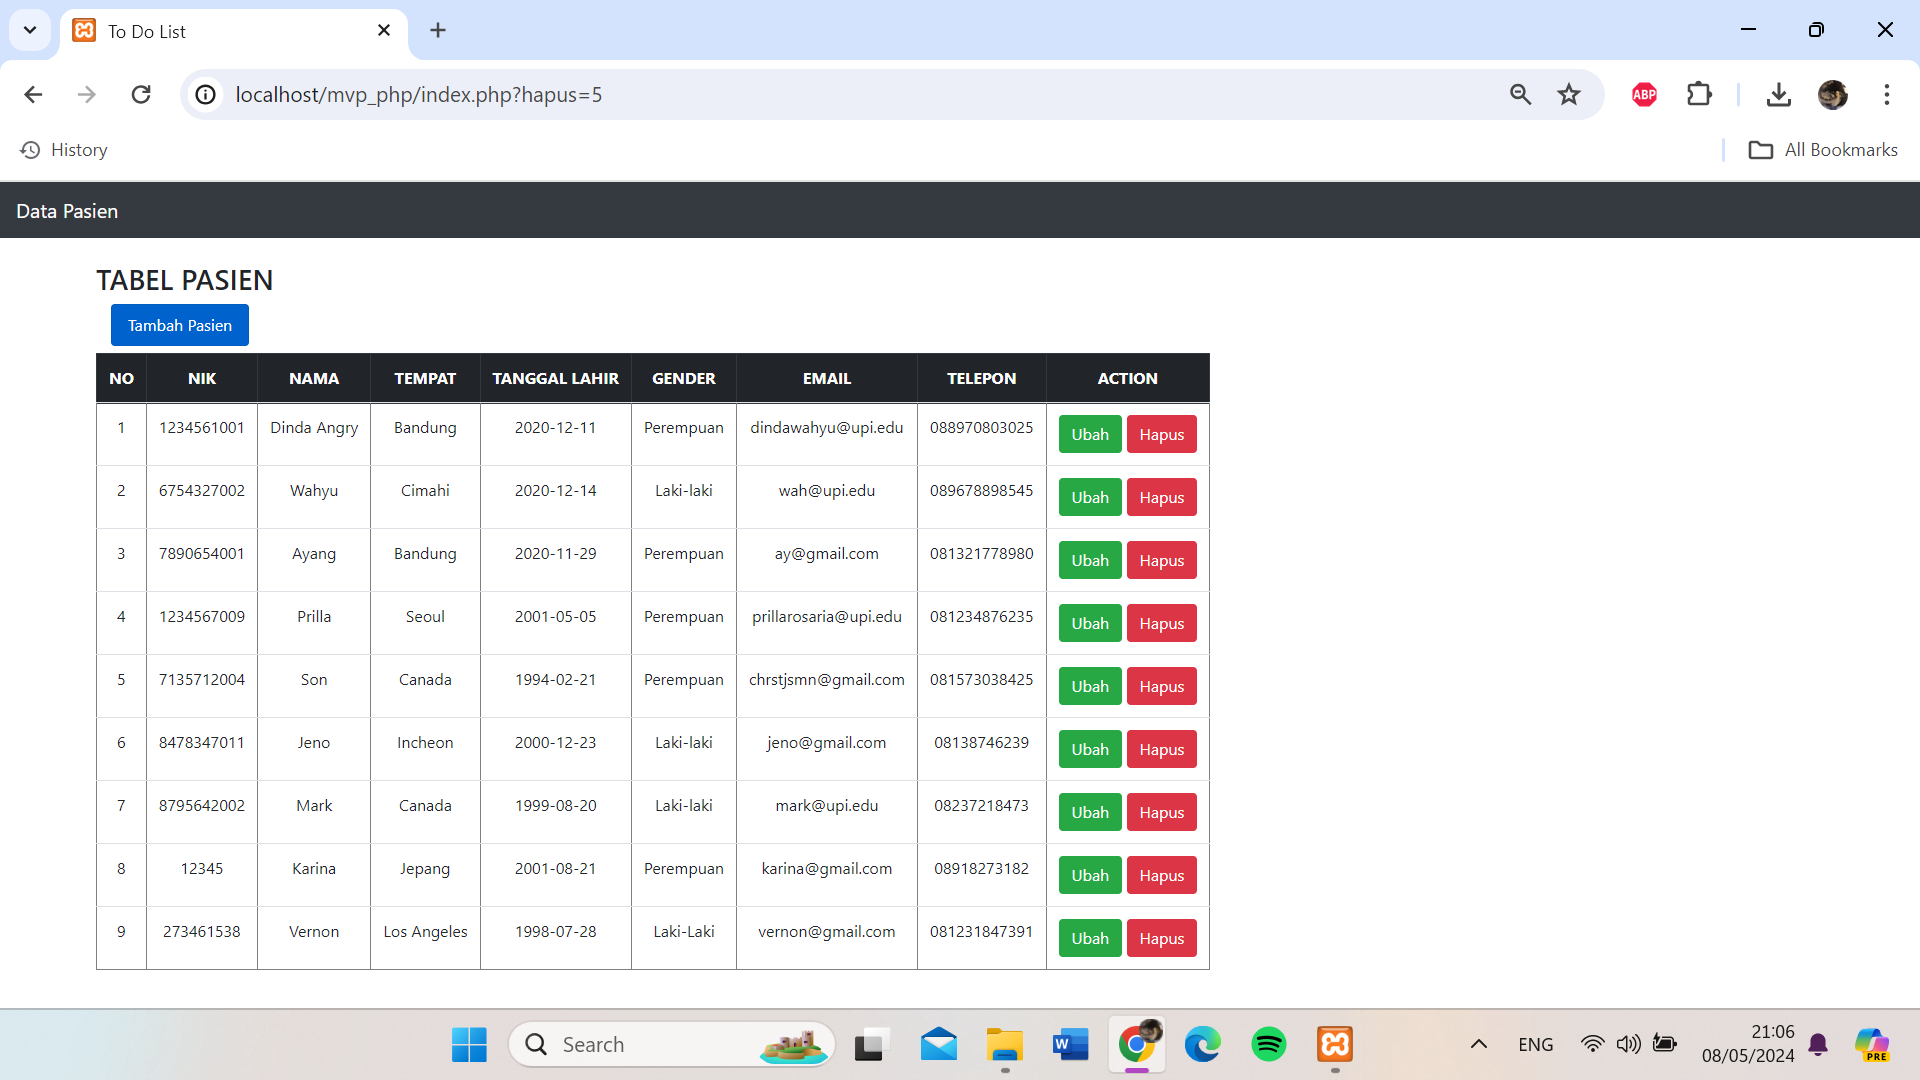 To Do List
localhost/mvp_php/index.php?hapus=5
ABP
History
All Bookmarks
Data Pasien
TABEL PASIEN
Tambah Pasien
NO NIK NAMA TEMPAT TANGGAL LAHIR GENDER EMAIL TELEPON ACTION
1 1234561001 Dinda Angry Bandung 2020-12-11 Perempuan dindawahyu@upi.edu 088970803025 Ubah Hapus
2 6754327002 Wahyu Cimahi 2020-12-14 Laki-laki wah@upi.edu 089678898545 Ubah Hapus
3 7890654001 Ayang Bandung 2020-11-29 Perempuan ay@gmail.com 081321778980 Ubah Hapus
4 1234567009 Prilla Seoul 2001-05-05 Perempuan prillarosaria@upi.edu 081234876235 Ubah Hapus
5 7135712004 Son Canada 1994-02-21 Perempuan chrstjsmn@gmail.com 081573038425 Ubah Hapus
6 8478347011 Jeno Incheon 2000-12-23 Laki-laki jeno@gmail.com 08138746239 Ubah Hapus
7 8795642002 Mark Canada 1999-08-20 Laki-laki mark@upi.edu 08237218473 Ubah Hapus
8 12345 Karina Jepang 2001-08-21 Perempuan karina@gmail.com 08918273182 Ubah Hapus
9 273461538 Vernon Los Angeles 1998-07-28 Laki-Laki vernon@gmail.com 081231847391 Ubah Hapus
Search
W
ENG
21:06
08/05/2024
PRE